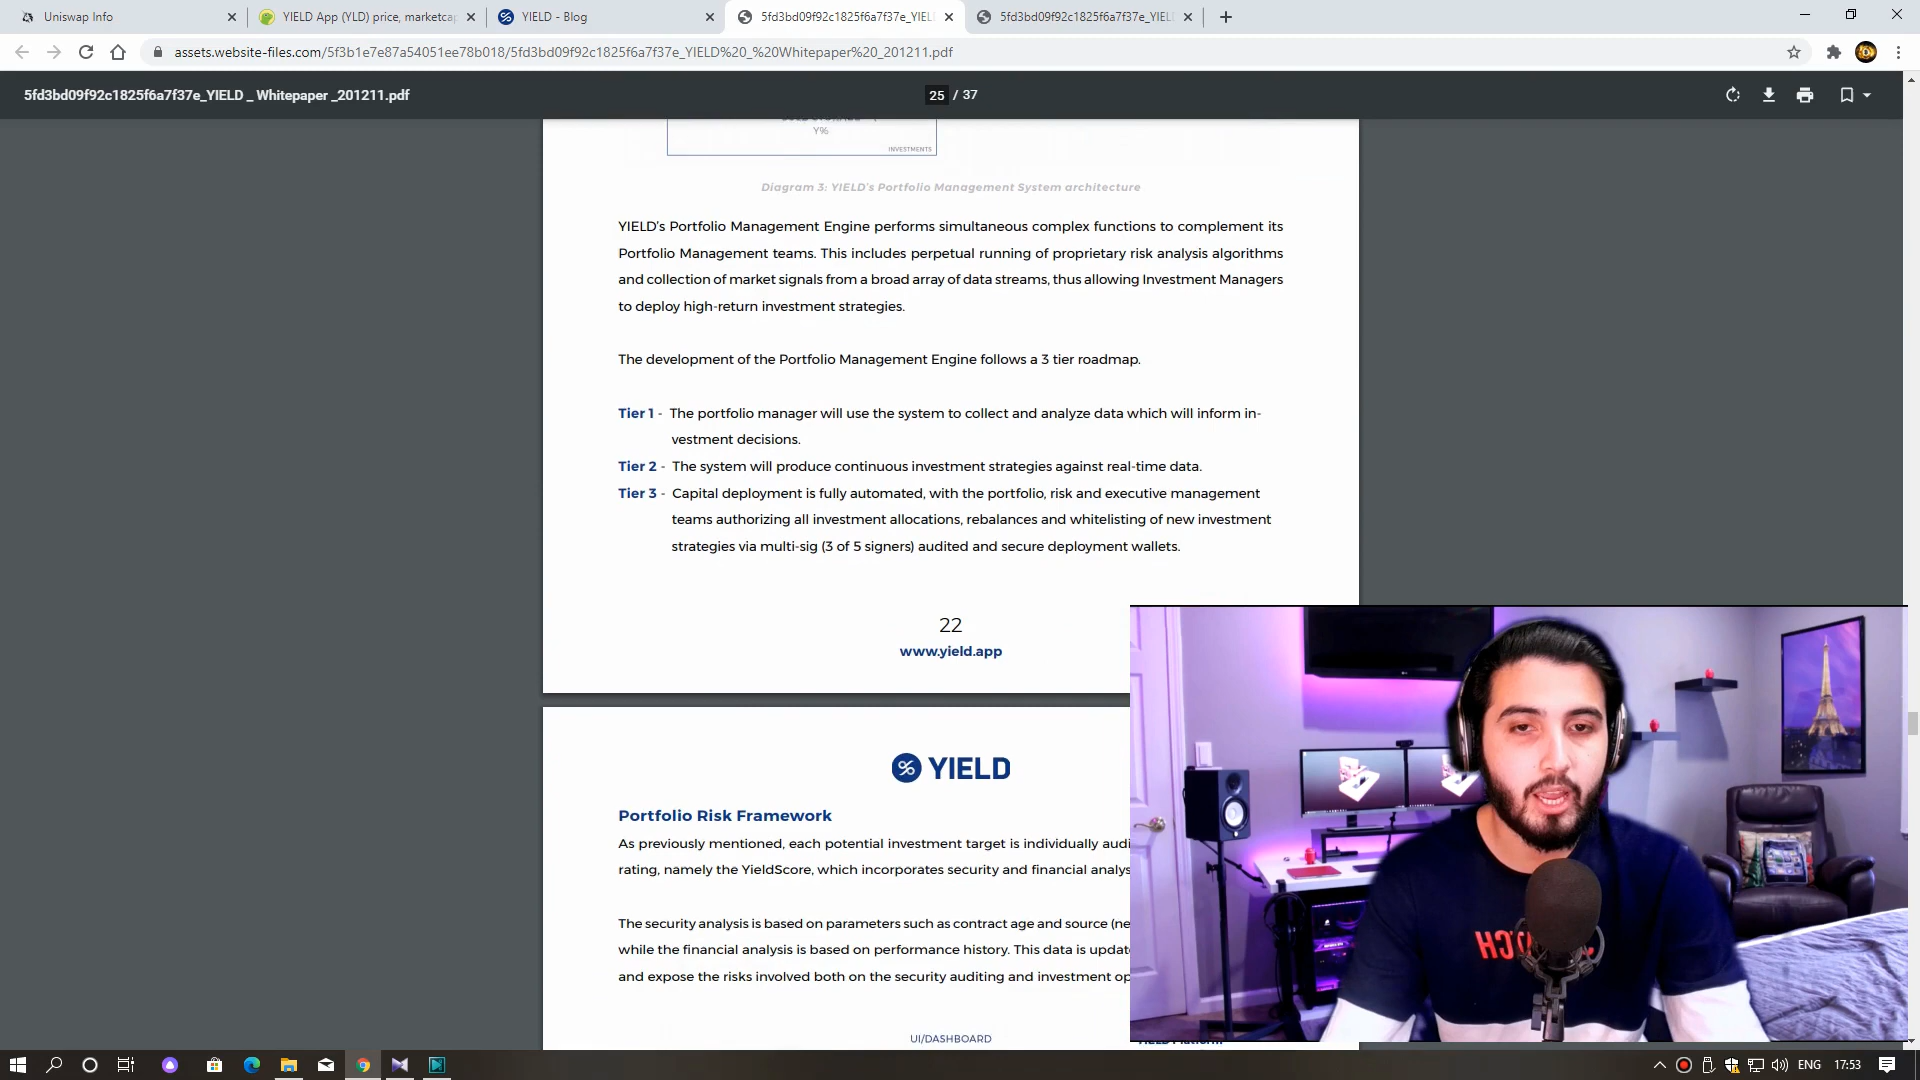 Uniswap Info
YIELD App (YLD) price, marketca
YIELD - Blog
5fd3bd09f92c1825f6a7f37e_YIEL
5fd3bd09f92c1825f6a7f37e_YIEL
assets.website-files.com/5f3b1e7e87a54051ee78b018/5fd3bd09f92c1825f6a7f37e_YIELD%20_%20Whitepaper%20_201211.pdf
5fd3bd09f92c1825f6a7f37e_YIELD _ Whitepaper _201211.pdf
25 / 37
Y%
INVESTMENTS
Diagram 3: YIELD's Portfolio Management System architecture
YIELD's Portfolio Management Engine performs simultaneous complex functions to complement its
Portfolio Management teams. This includes perpetual running of proprietary risk analysis algorithms
and collection of market signals from a broad array of data streams, thus allowing Investment Managers
to deploy high-return investment strategies.
The development of the Portfolio Management Engine follows a 3 tier roadmap.
Tier 1 - The portfolio manager will use the system to collect and analyze data which will inform in-
vestment decisions.
Tier 2 - The system will produce continuous investment strategies against real-time data.
Tier 3 - Capital deployment is fully automated, with the portfolio, risk and executive management
teams authorizing all investment allocations, rebalances and whitelisting of new investment
strategies via multi-sig (3 of 5 signers) audited and secure deployment wallets.
22
www.yield.app
YIELD
Portfolio Risk Framework
As previously mentioned, each potential investment target is individually audi
rating, namely the YieldScore, which incorporates security and financial analys
The security analysis is based on parameters such as contract age and source (ne
while the financial analysis is based on performance history. This data is updat
and expose the risks involved both on the security auditing and investment op
UI/DASHBOARD
ENG
17:53